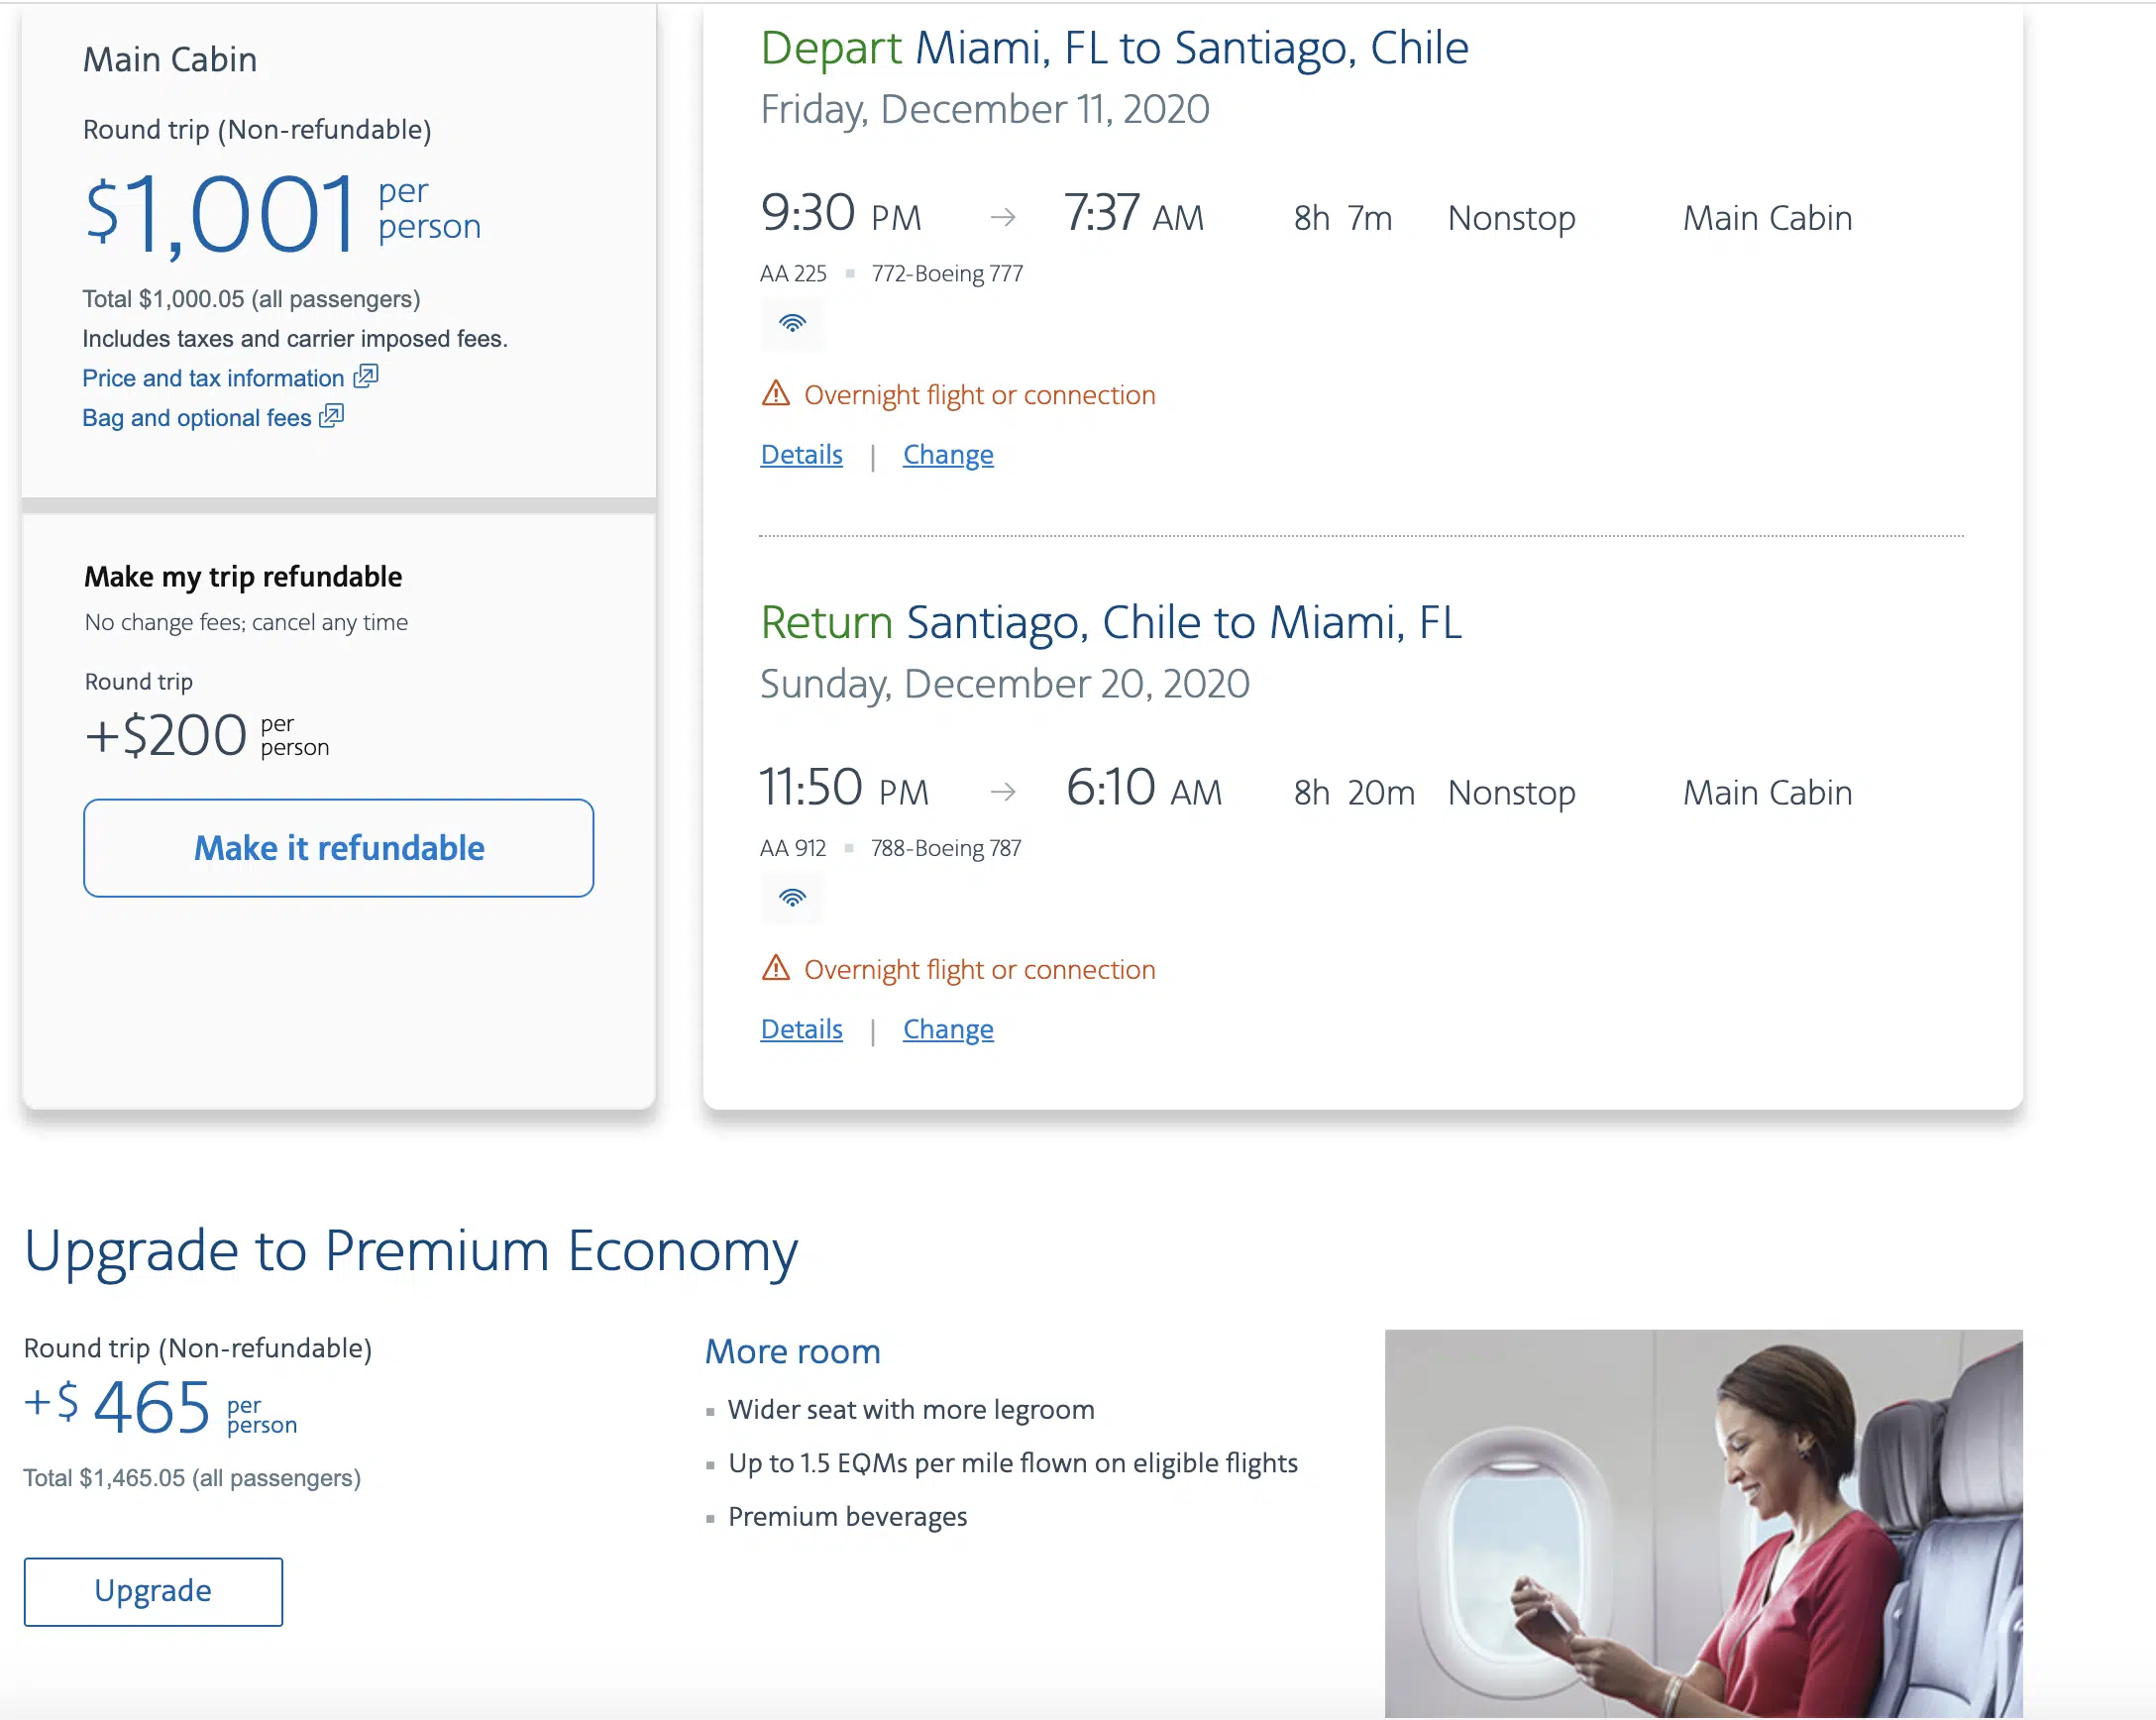 Main Cabin
Round trip (Non-refundable)
$1,001 per person
Total $1,000.05 (all passengers)
Includes taxes and carrier imposed fees.
Price and tax information
Bag and optional fees
Make my trip refundable
No change fees; cancel any time
Round trip
+$200 per person
Make it refundable
Depart Miami, FL to Santiago, Chile
Friday, December 11, 2020
9:30 PM → 7:37 AM 8h 7m Nonstop Main Cabin
AA 225 ▪ 772-Boeing 777
Overnight flight or connection
Details | Change
Return Santiago, Chile to Miami, FL
Sunday, December 20, 2020
11:50 PM → 6:10 AM 8h 20m Nonstop Main Cabin
AA 912 ▪ 788-Boeing 787
Overnight flight or connection
Details | Change
Upgrade to Premium Economy
Round trip (Non-refundable)
+$ 465 per person
Total $1,465.05 (all passengers)
Upgrade
More room
▪ Wider seat with more legroom
▪ Up to 1.5 EQMs per mile flown on eligible flights
▪ Premium beverages